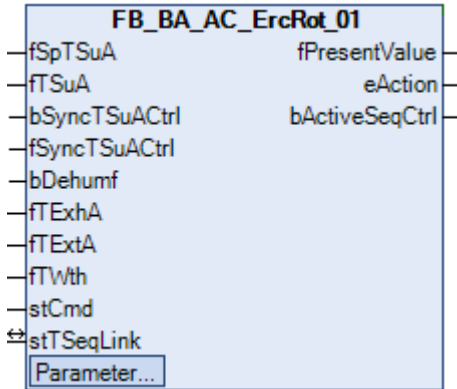 FB_BA_AC_ErcRot_01
fSpTSuA fPresentValue
fTSuA eAction
bSyncTSuACtrl bActiveSeqCtrl
fSyncTSuACtrl
bDehumf
fTExhA
fTExtA
fTWth
stCmd
stTSeqLink
Parameter...